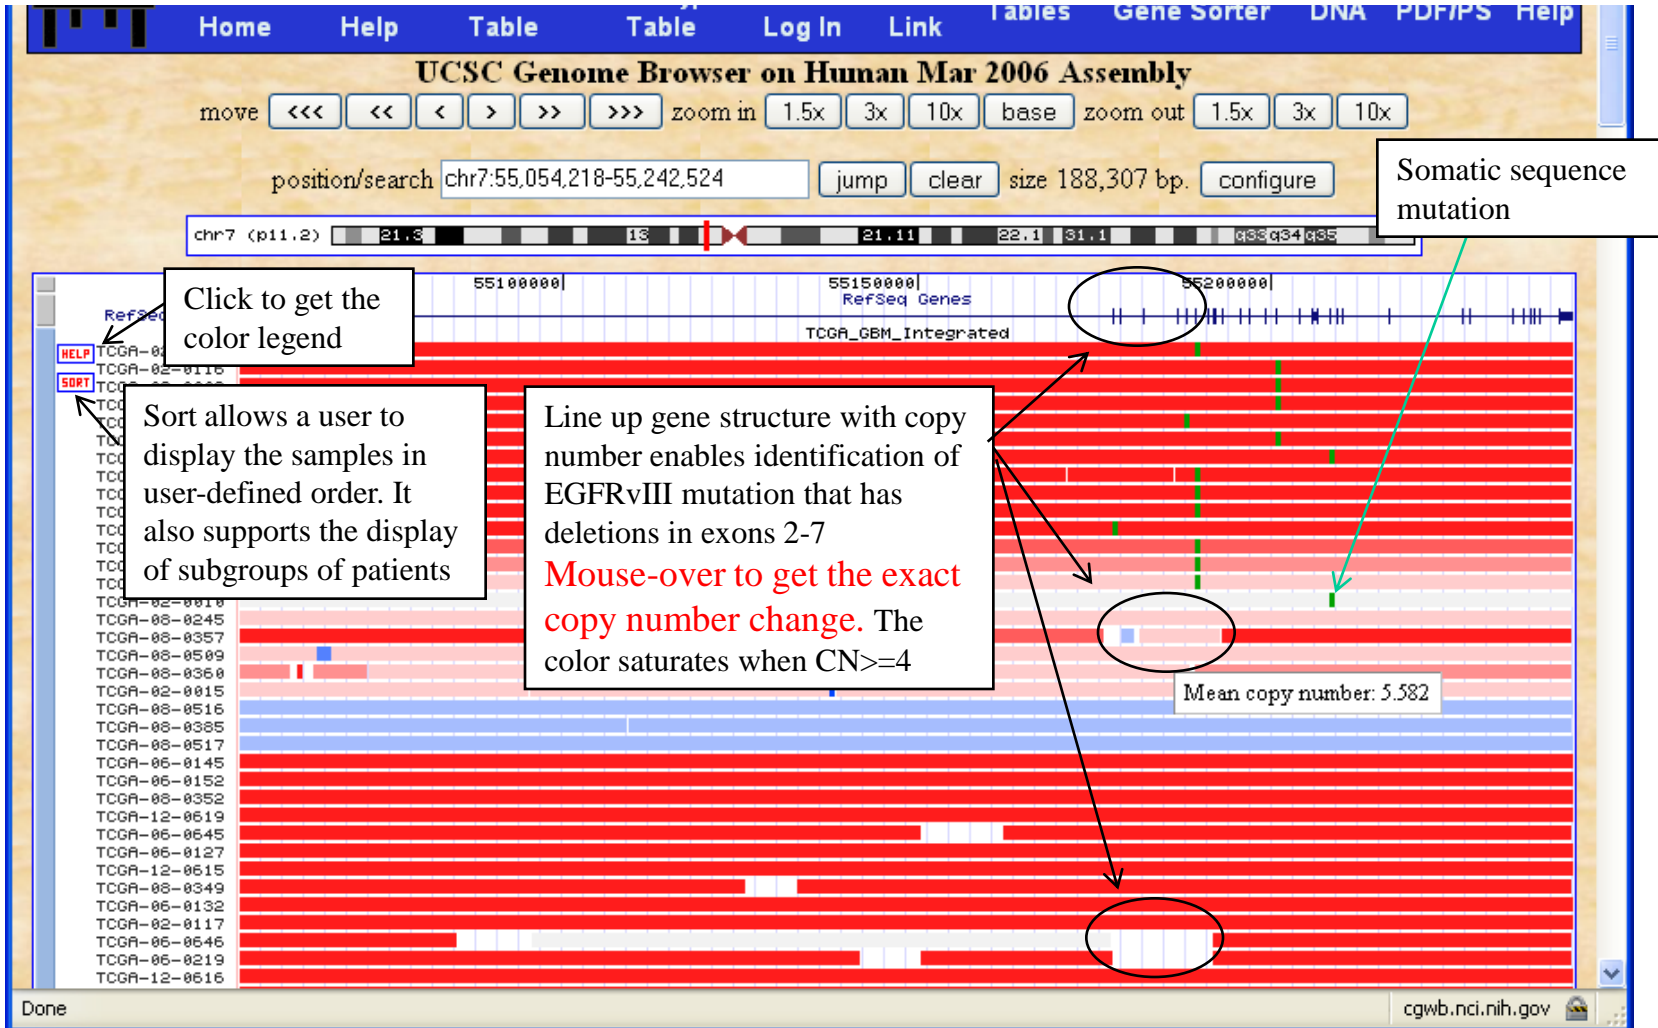 Home Help Table Table Log In Link Tables Gene Sorter DNA PDF/PS Help
UCSC Genome Browser on Human Mar 2006 Assembly
move <<< << < > >> >>> zoom in 1.5x 3x 10x base zoom out 1.5x 3x 10x
position/search chr7:55,054,218-55,242,524 jump clear size 188,307 bp. configure
Somatic sequence
mutation
chr7 (p11.2) 21.3 13 21.11 22.1 31.1 q33 q34 q35
55100000| 55150000| 55200000|
RefSeq Genes
TCGA_GBM_Integrated
Click to get the
color legend
HELP
SORT
TCGA-02-0116
Sort allows a user to
display the samples in
user-defined order. It
also supports the display
of subgroups of patients
Line up gene structure with copy
number enables identification of
EGFRvIII mutation that has
deletions in exons 2-7
Mouse-over to get the exact
copy number change. The
color saturates when CN>=4
TCGA-02-0010
TCGA-08-0245
TCGA-08-0357
TCGA-08-0509
TCGA-08-0360
TCGA-02-0015
Mean copy number: 5.582
TCGA-08-0516
TCGA-08-0385
TCGA-08-0517
TCGA-06-0145
TCGA-06-0152
TCGA-08-0352
TCGA-12-0619
TCGA-06-0645
TCGA-06-0127
TCGA-12-0615
TCGA-08-0349
TCGA-06-0132
TCGA-02-0117
TCGA-06-0646
TCGA-06-0219
TCGA-12-0616
Done cgwb.nci.nih.gov